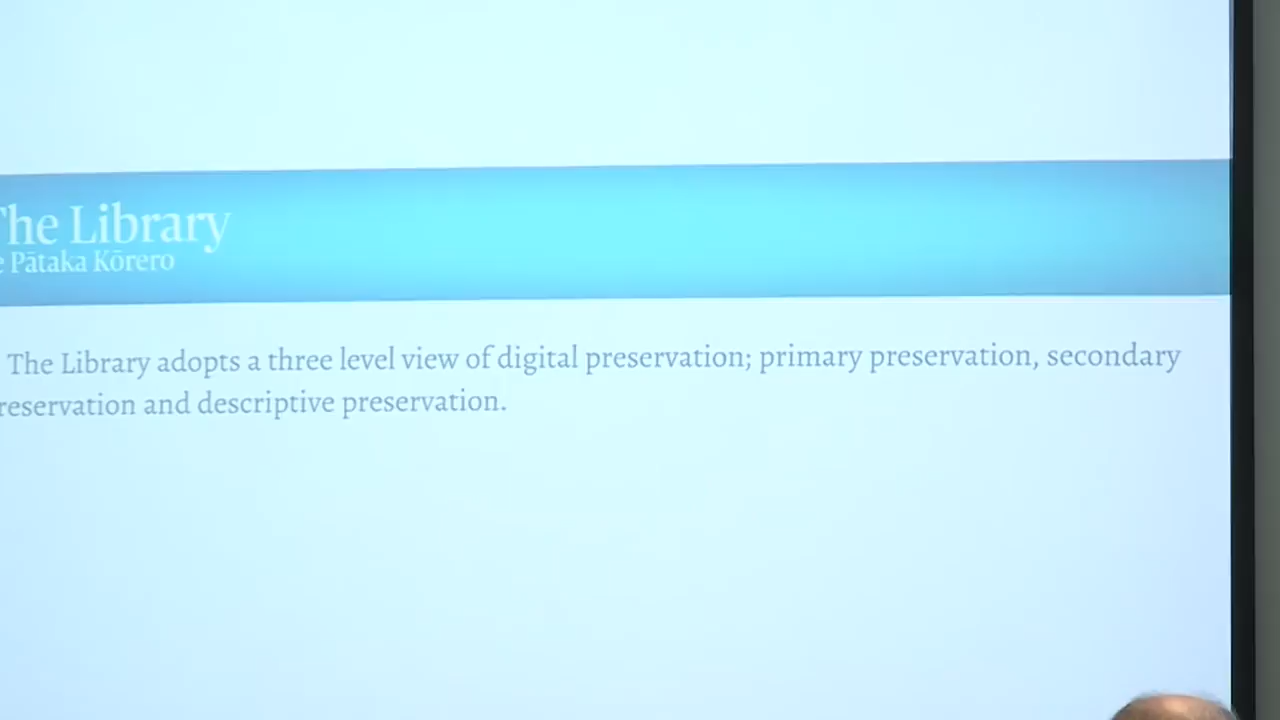 The Library
e Pātaka Kōrero
The Library adopts a three level view of digital preservation; primary preservation, secondary
reservation and descriptive preservation.